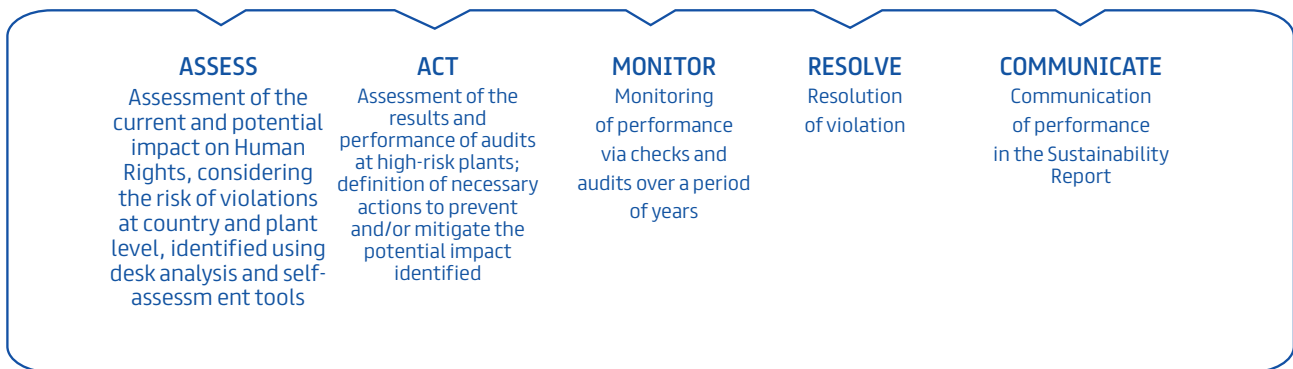 ASSESS
Assessment of the
current and potential
impact on Human
Rights, considering
the risk of violations
at country and plant
level, identified using
desk analysis and self-
assessm ent tools
ACT
Assessment of the
results and
performance of audits
at high-risk plants;
definition of necessary
actions to prevent
and/or mitigate the
potential impact
identified
MONITOR
Monitoring
of performance
via checks and
audits over a period
of years
RESOLVE
Resolution
of violation
COMMUNICATE
Communication
of performance
in the Sustainability
Report